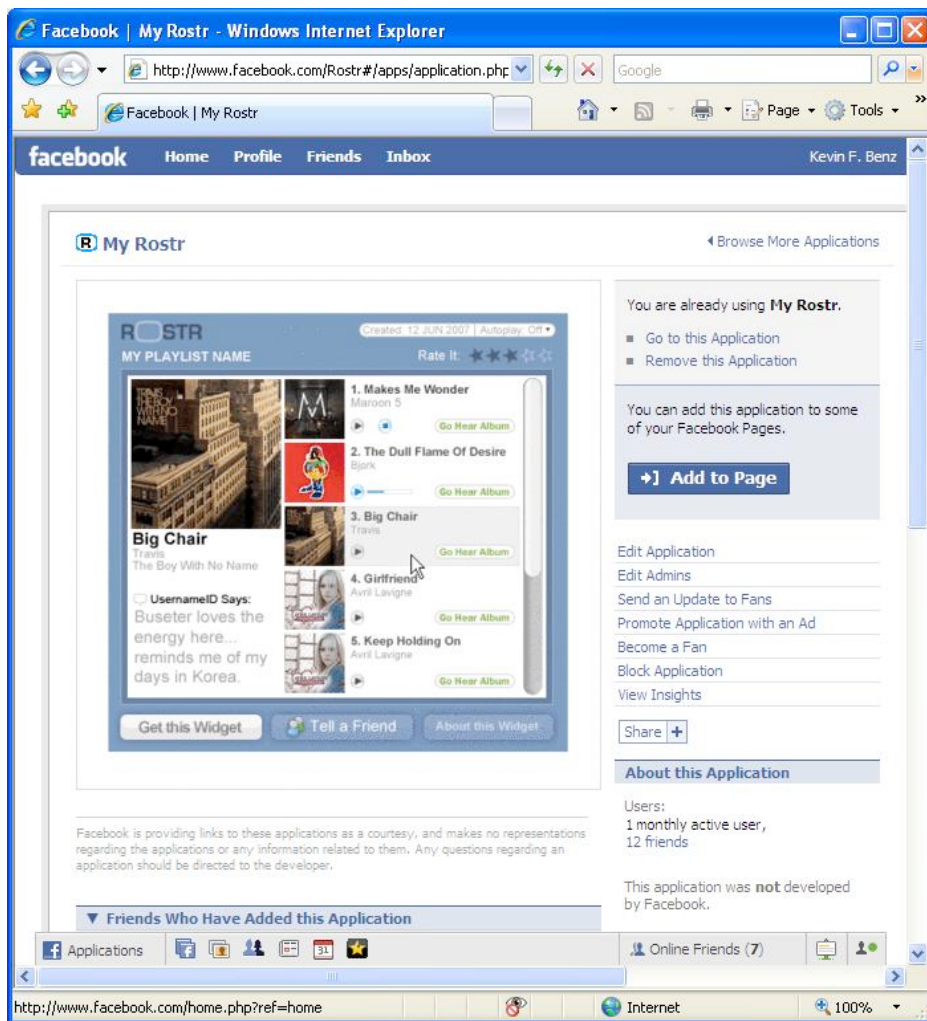 Facebook | My Rostr - Windows Internet Explorer
http://www.facebook.com/Rostr#/apps/application.php
Google
Facebook | My Rostr
Page
Tools
facebook Home Profile Friends Inbox Kevin F. Benz
R My Rostr
Browse More Applications
ROSTR
Created: 12 JUN 2007 | Autoplay: Off
MY PLAYLIST NAME
Rate It:
TRAVIS
THE BOY
WITH NO
NAME
Big Chair
Travis
The Boy With No Name
UsernameID Says:
Buseter loves the
energy here...
reminds me of my
days in Korea.
M
1. Makes Me Wonder
Maroon 5
Go Hear Album
2. The Dull Flame Of Desire
Bjork
Go Hear Album
3. Big Chair
Travis
Go Hear Album
4. Girlfriend
Avril Lavigne
Go Hear Album
5. Keep Holding On
Avril Lavigne
Go Hear Album
Get this Widget
Tell a Friend
About this Widget
Facebook is providing links to these applications as a courtesy, and makes no representations
regarding the applications or any information related to them. Any questions regarding an
application should be directed to the developer.
Friends Who Have Added this Application
You are already using My Rostr.
Go to this Application
Remove this Application
You can add this application to some
of your Facebook Pages.
Add to Page
Edit Application
Edit Admins
Send an Update to Fans
Promote Application with an Ad
Become a Fan
Block Application
View Insights
Share +
About this Application
Users:
1 monthly active user,
12 friends
This application was not developed
by Facebook.
Applications
31
Online Friends (7)
http://www.facebook.com/home.php?ref=home
Internet
100%